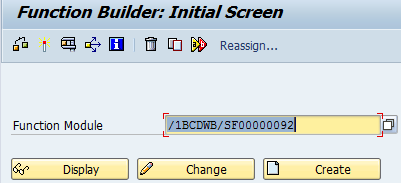 Function Builder: Initial Screen
Reassign...
Function Module /1BCDWB/SF00000092
Display Change Create